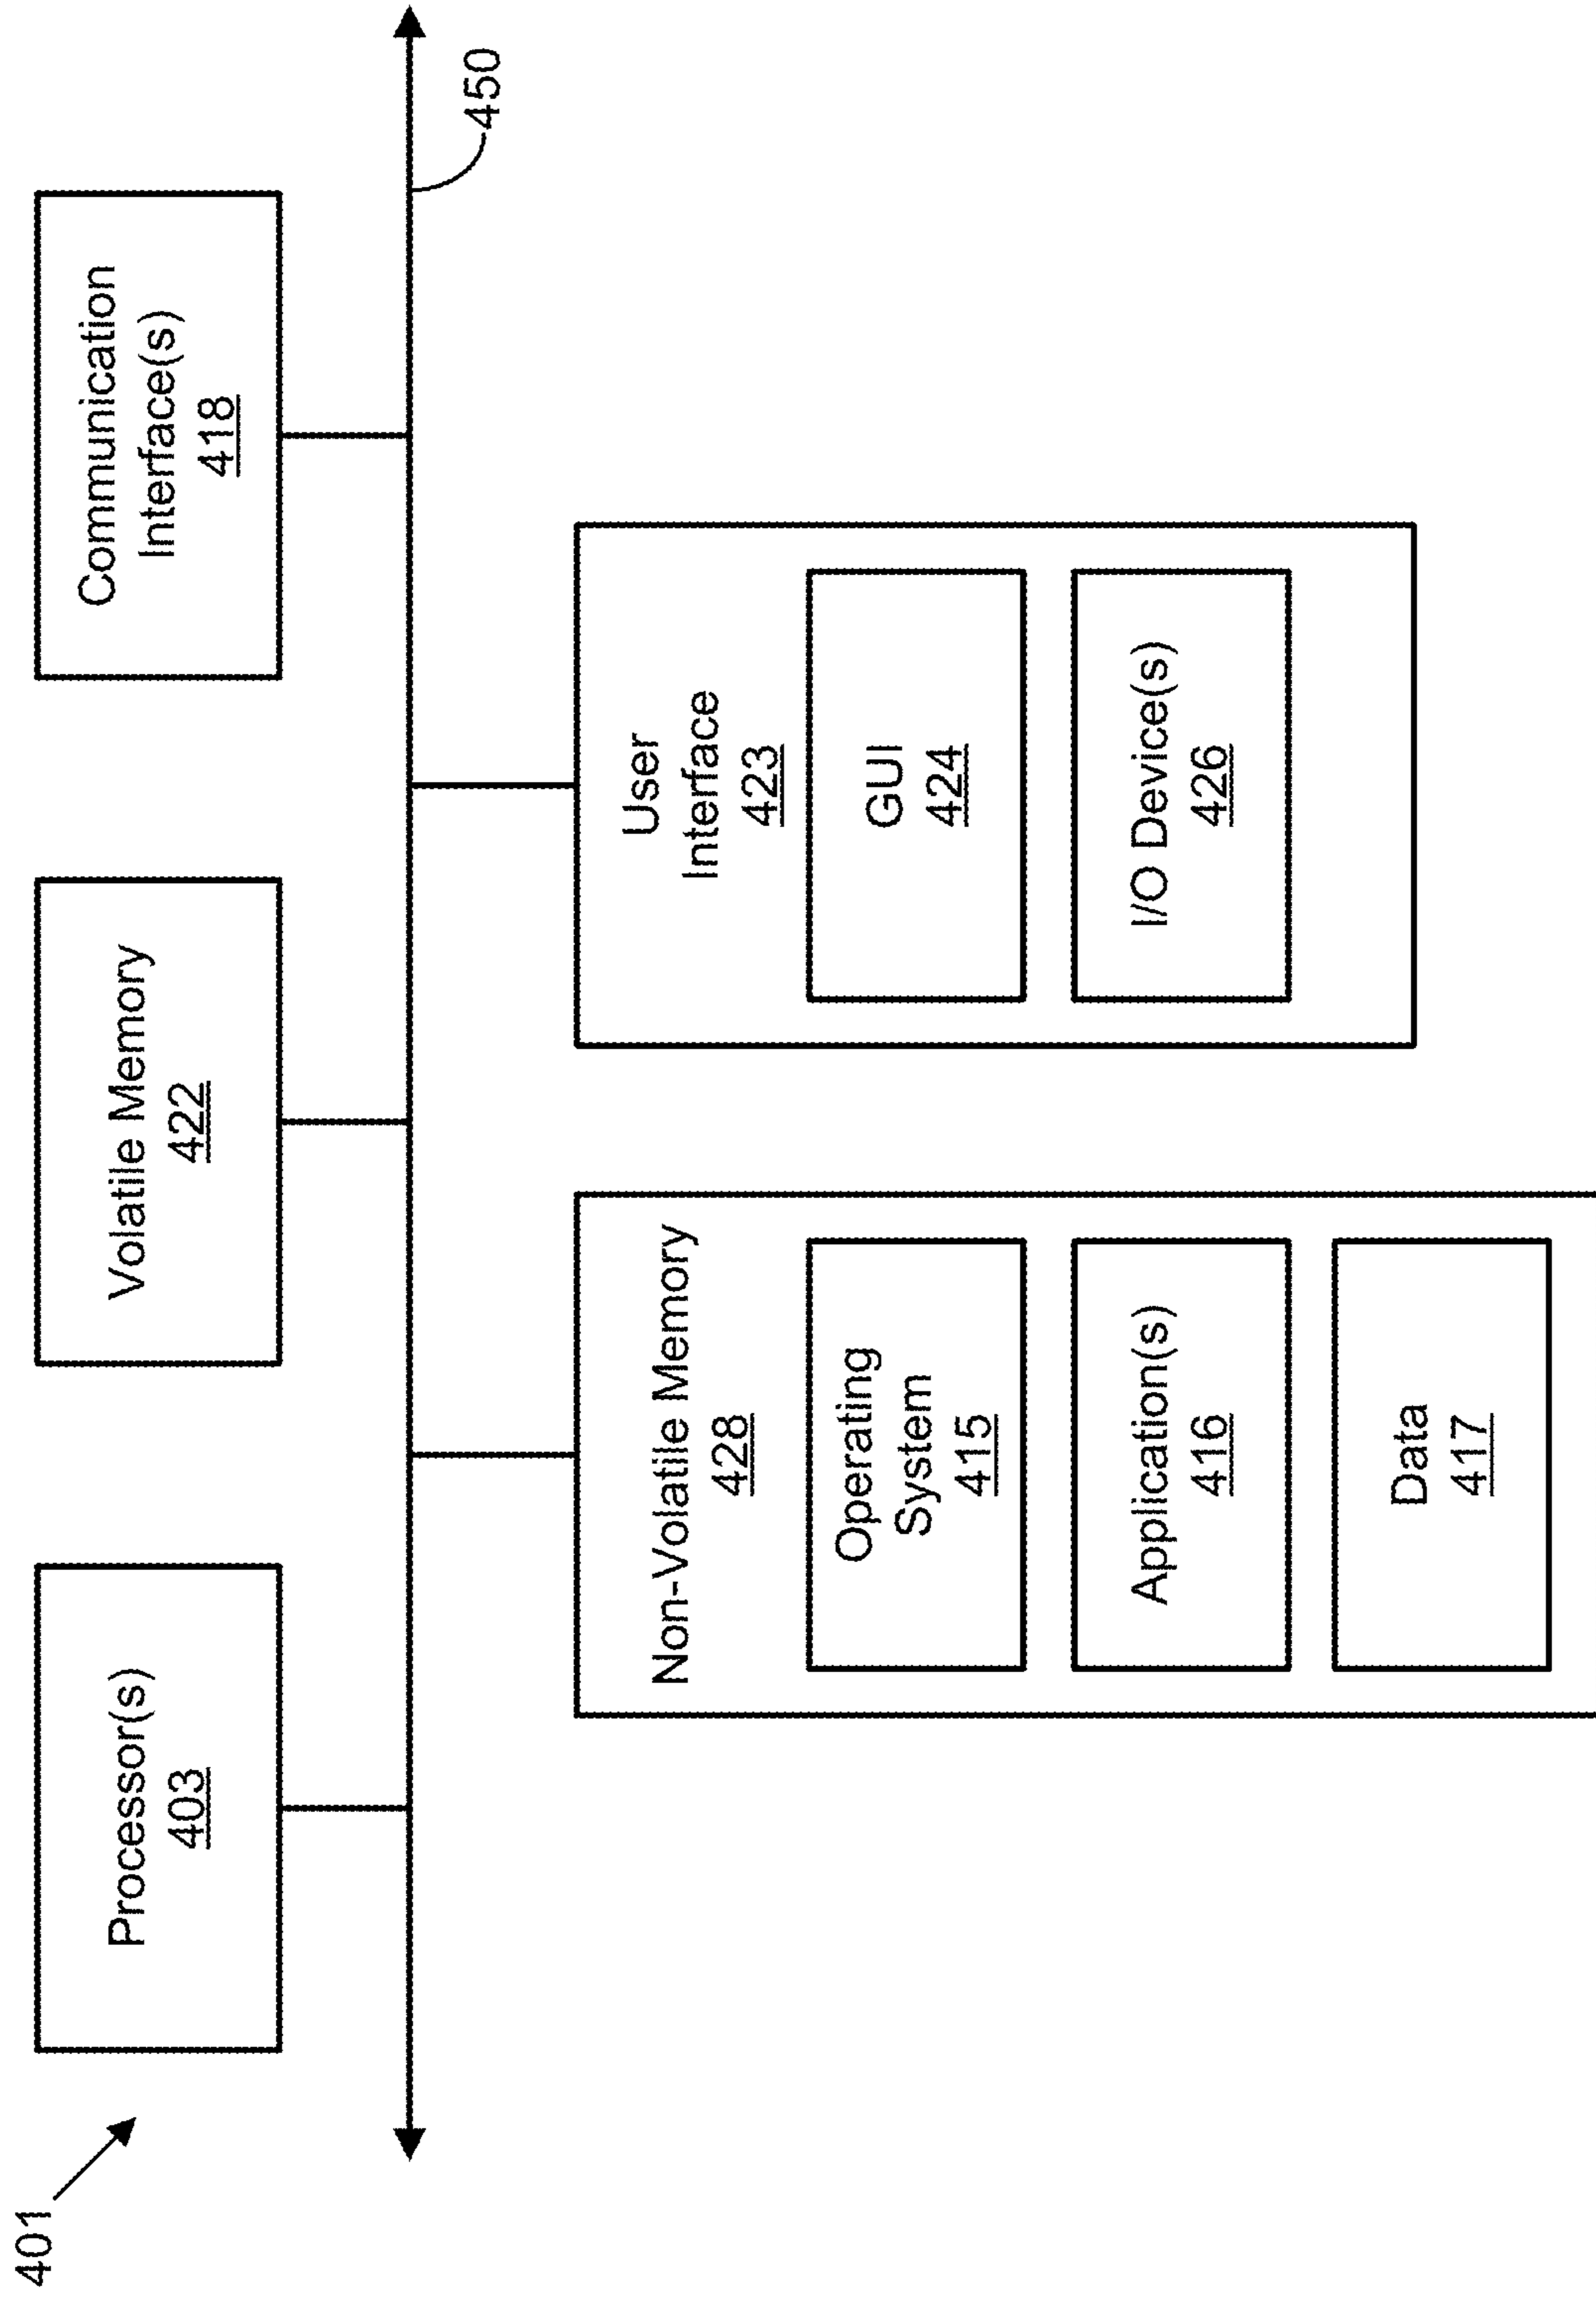 401
Processor(s)
403
Volatile Memory
422
Communication
Interface(s)
418
450
Non-Volatile Memory
428
Operating
System
415
Application(s)
416
Data
417
User
Interface
423
GUI
424
I/O Device(s)
426